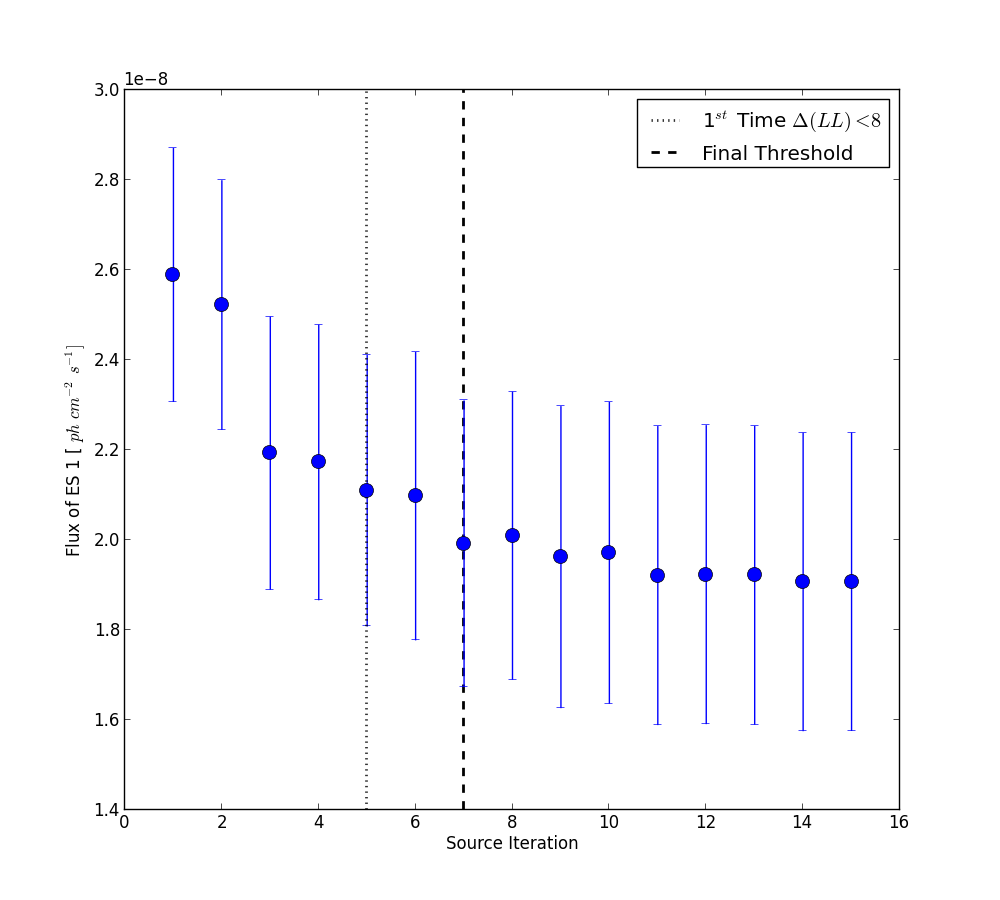 1e−8
3.0
2.8
2.6
2.4
2.2
2.0
1.8
1.6
1.4
0 2 4 6 8 10 12 14 16
Source Iteration
Flux of ES 1 [ ph cm⁻² s⁻¹]
1ˢᵗ Time Δ(LL) <8
Final Threshold